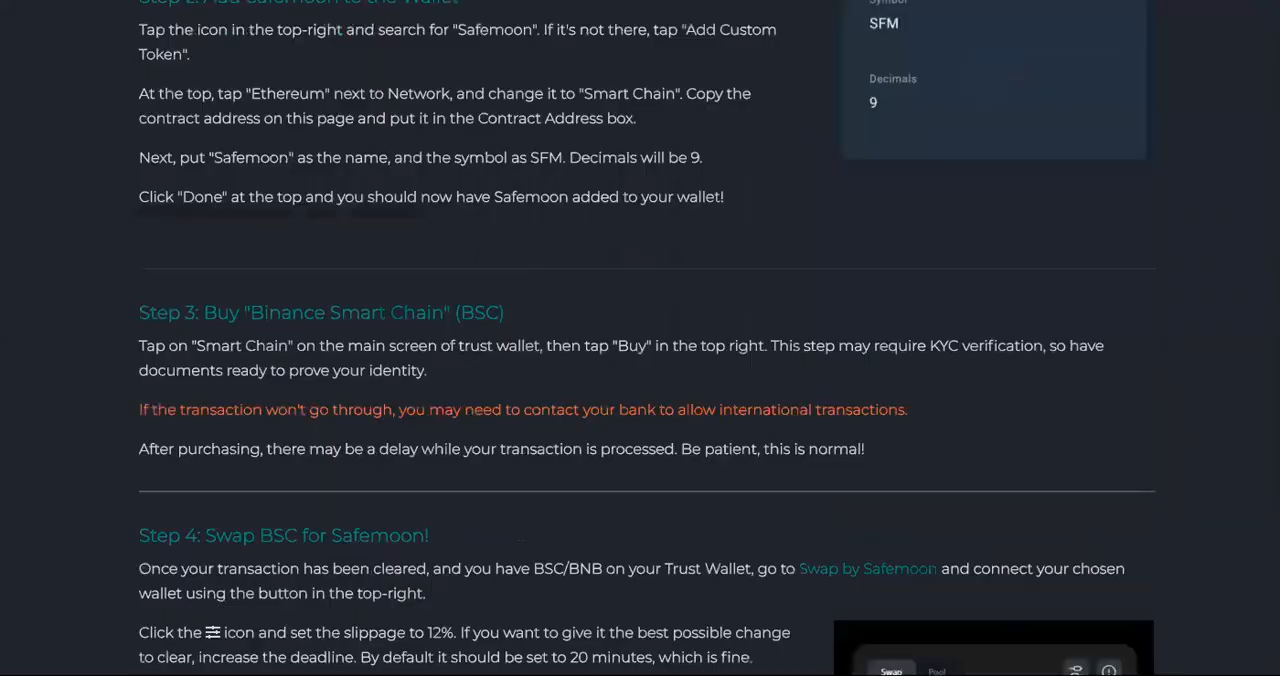 Step 2: Add Safemoon to the Wallet
Tap the icon in the top-right and search for "Safemoon". If it's not there, tap "Add Custom
Token".
At the top, tap "Ethereum" next to Network, and change it to "Smart Chain". Copy the
contract address on this page and put it in the Contract Address box.
Next, put "Safemoon" as the name, and the symbol as SFM. Decimals will be 9.
Click "Done" at the top and you should now have Safemoon added to your wallet!
Symbol
SFM
Decimals
9
Step 3: Buy "Binance Smart Chain" (BSC)
Tap on "Smart Chain" on the main screen of trust wallet, then tap "Buy" in the top right. This step may require KYC verification, so have
documents ready to prove your identity.
If the transaction won't go through, you may need to contact your bank to allow international transactions.
After purchasing, there may be a delay while your transaction is processed. Be patient, this is normal!
Step 4: Swap BSC for Safemoon!
Once your transaction has been cleared, and you have BSC/BNB on your Trust Wallet, go to Swap by Safemoon and connect your chosen
wallet using the button in the top-right.
Click the icon and set the slippage to 12%. If you want to give it the best possible change
to clear, increase the deadline. By default it should be set to 20 minutes, which is fine.
Swap
Pool